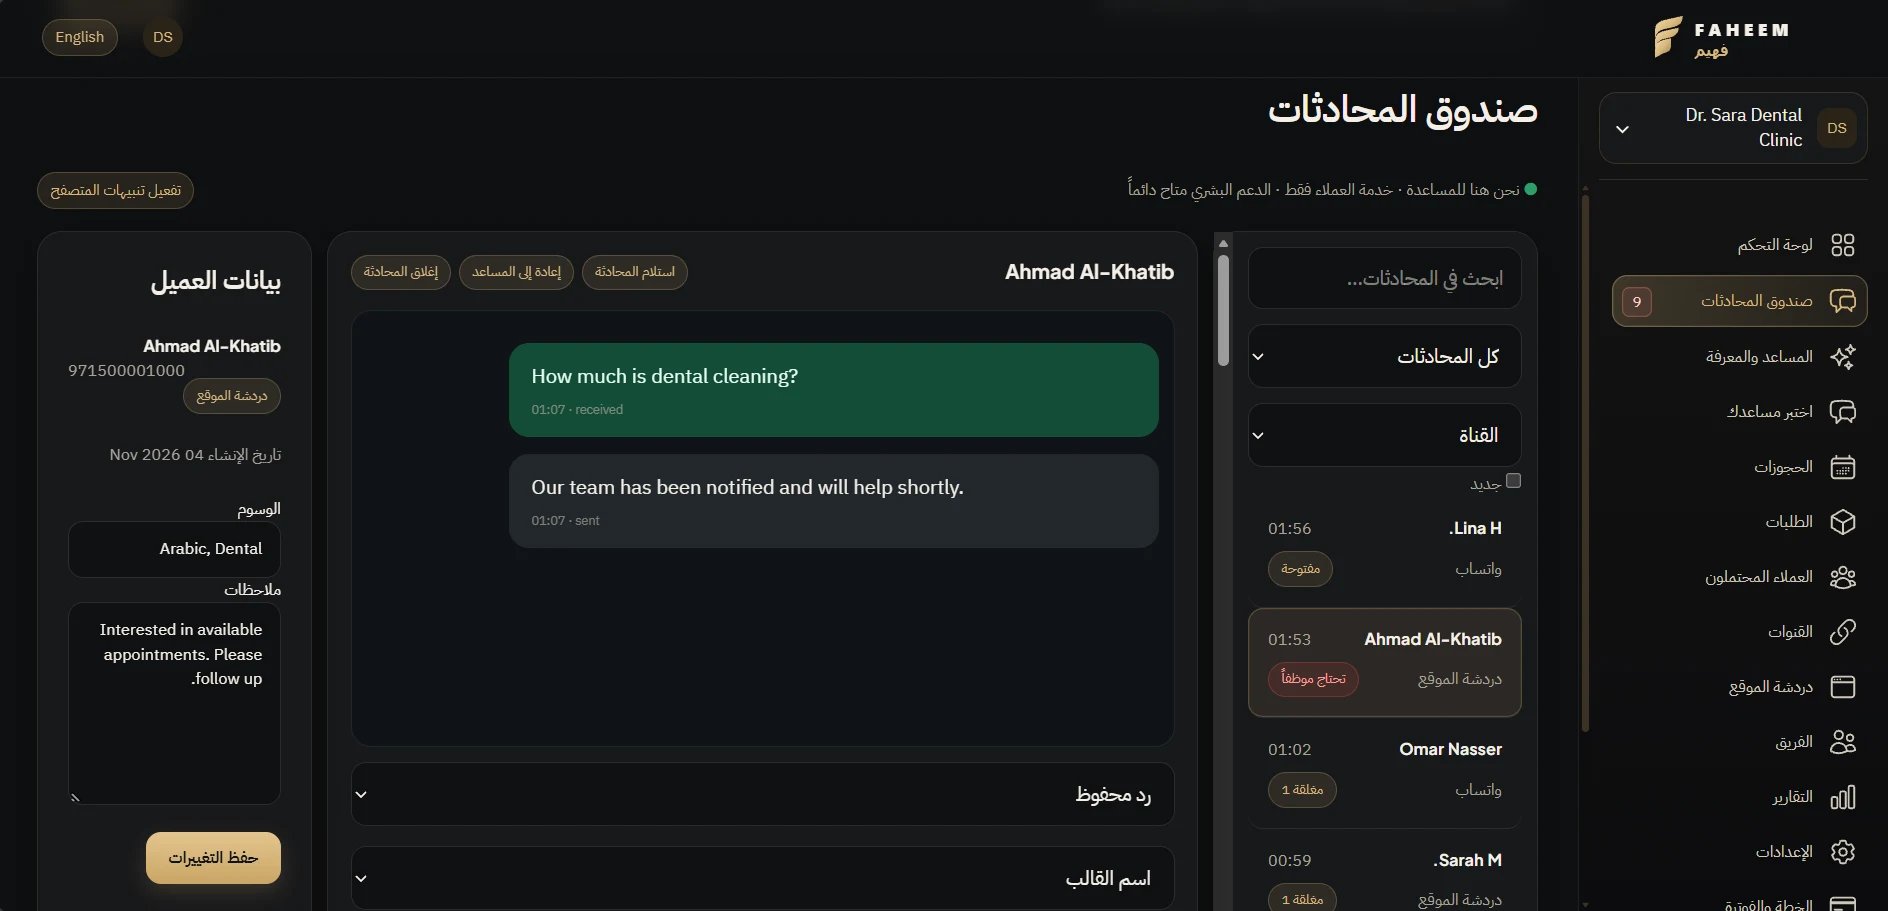 FAHEEM
فهيم
DS
English
Dr. Sara Dental
Clinic
DS
لوحة التحكم
صندوق المحادثات
9
المساعد والمعرفة
اختبر مساعدك
الحجوزات
الطلبات
العملاء المحتملون
القنوات
دردشة الموقع
الفريق
التقارير
الإعدادات
الخطة والفوترة
صندوق المحادثات
نحن هنا للمساعدة · خدمة العملاء فقط · الدعم البشري متاح دائماً
تفعيل تنبيهات المتصفح
ابحث في المحادثات...
كل المحادثات
القناة
جديد
Lina H.
01:56
واتساب
مفتوحة
Ahmad Al-Khatib
01:53
دردشة الموقع
تحتاج موظفاً
Omar Nasser
01:02
واتساب
مغلقة 1
Sarah M.
00:59
دردشة الموقع
مغلقة 1
Ahmad Al-Khatib
استلام المحادثة
إعادة إلى المساعد
إغلاق المحادثة
How much is dental cleaning?
01:07 · received
Our team has been notified and will help shortly.
01:07 · sent
رد محفوظ
اسم القالب
بيانات العميل
Ahmad Al-Khatib
971500001000
دردشة الموقع
تاريخ الإنشاء 04 Nov 2026
الوسوم
Arabic, Dental
ملاحظات
Interested in available
appointments. Please
follow up.
حفظ التغييرات